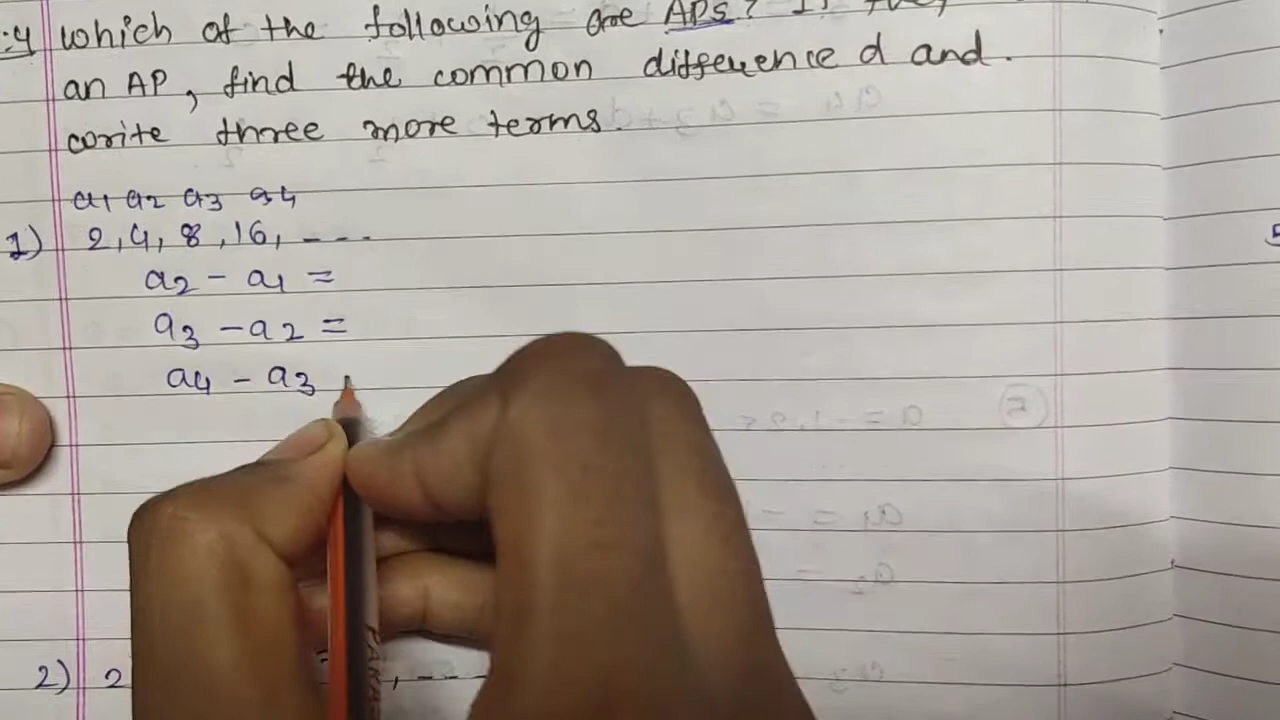 :4 which of the following are APs? If they
an AP, find the common difference d and.
write three more terms.
a1 a2 a3 a4
1) 2, 4, 8, 16, ----
a2 - a1 =
a3 - a2 =
a4 - a3
2) 2 , ---